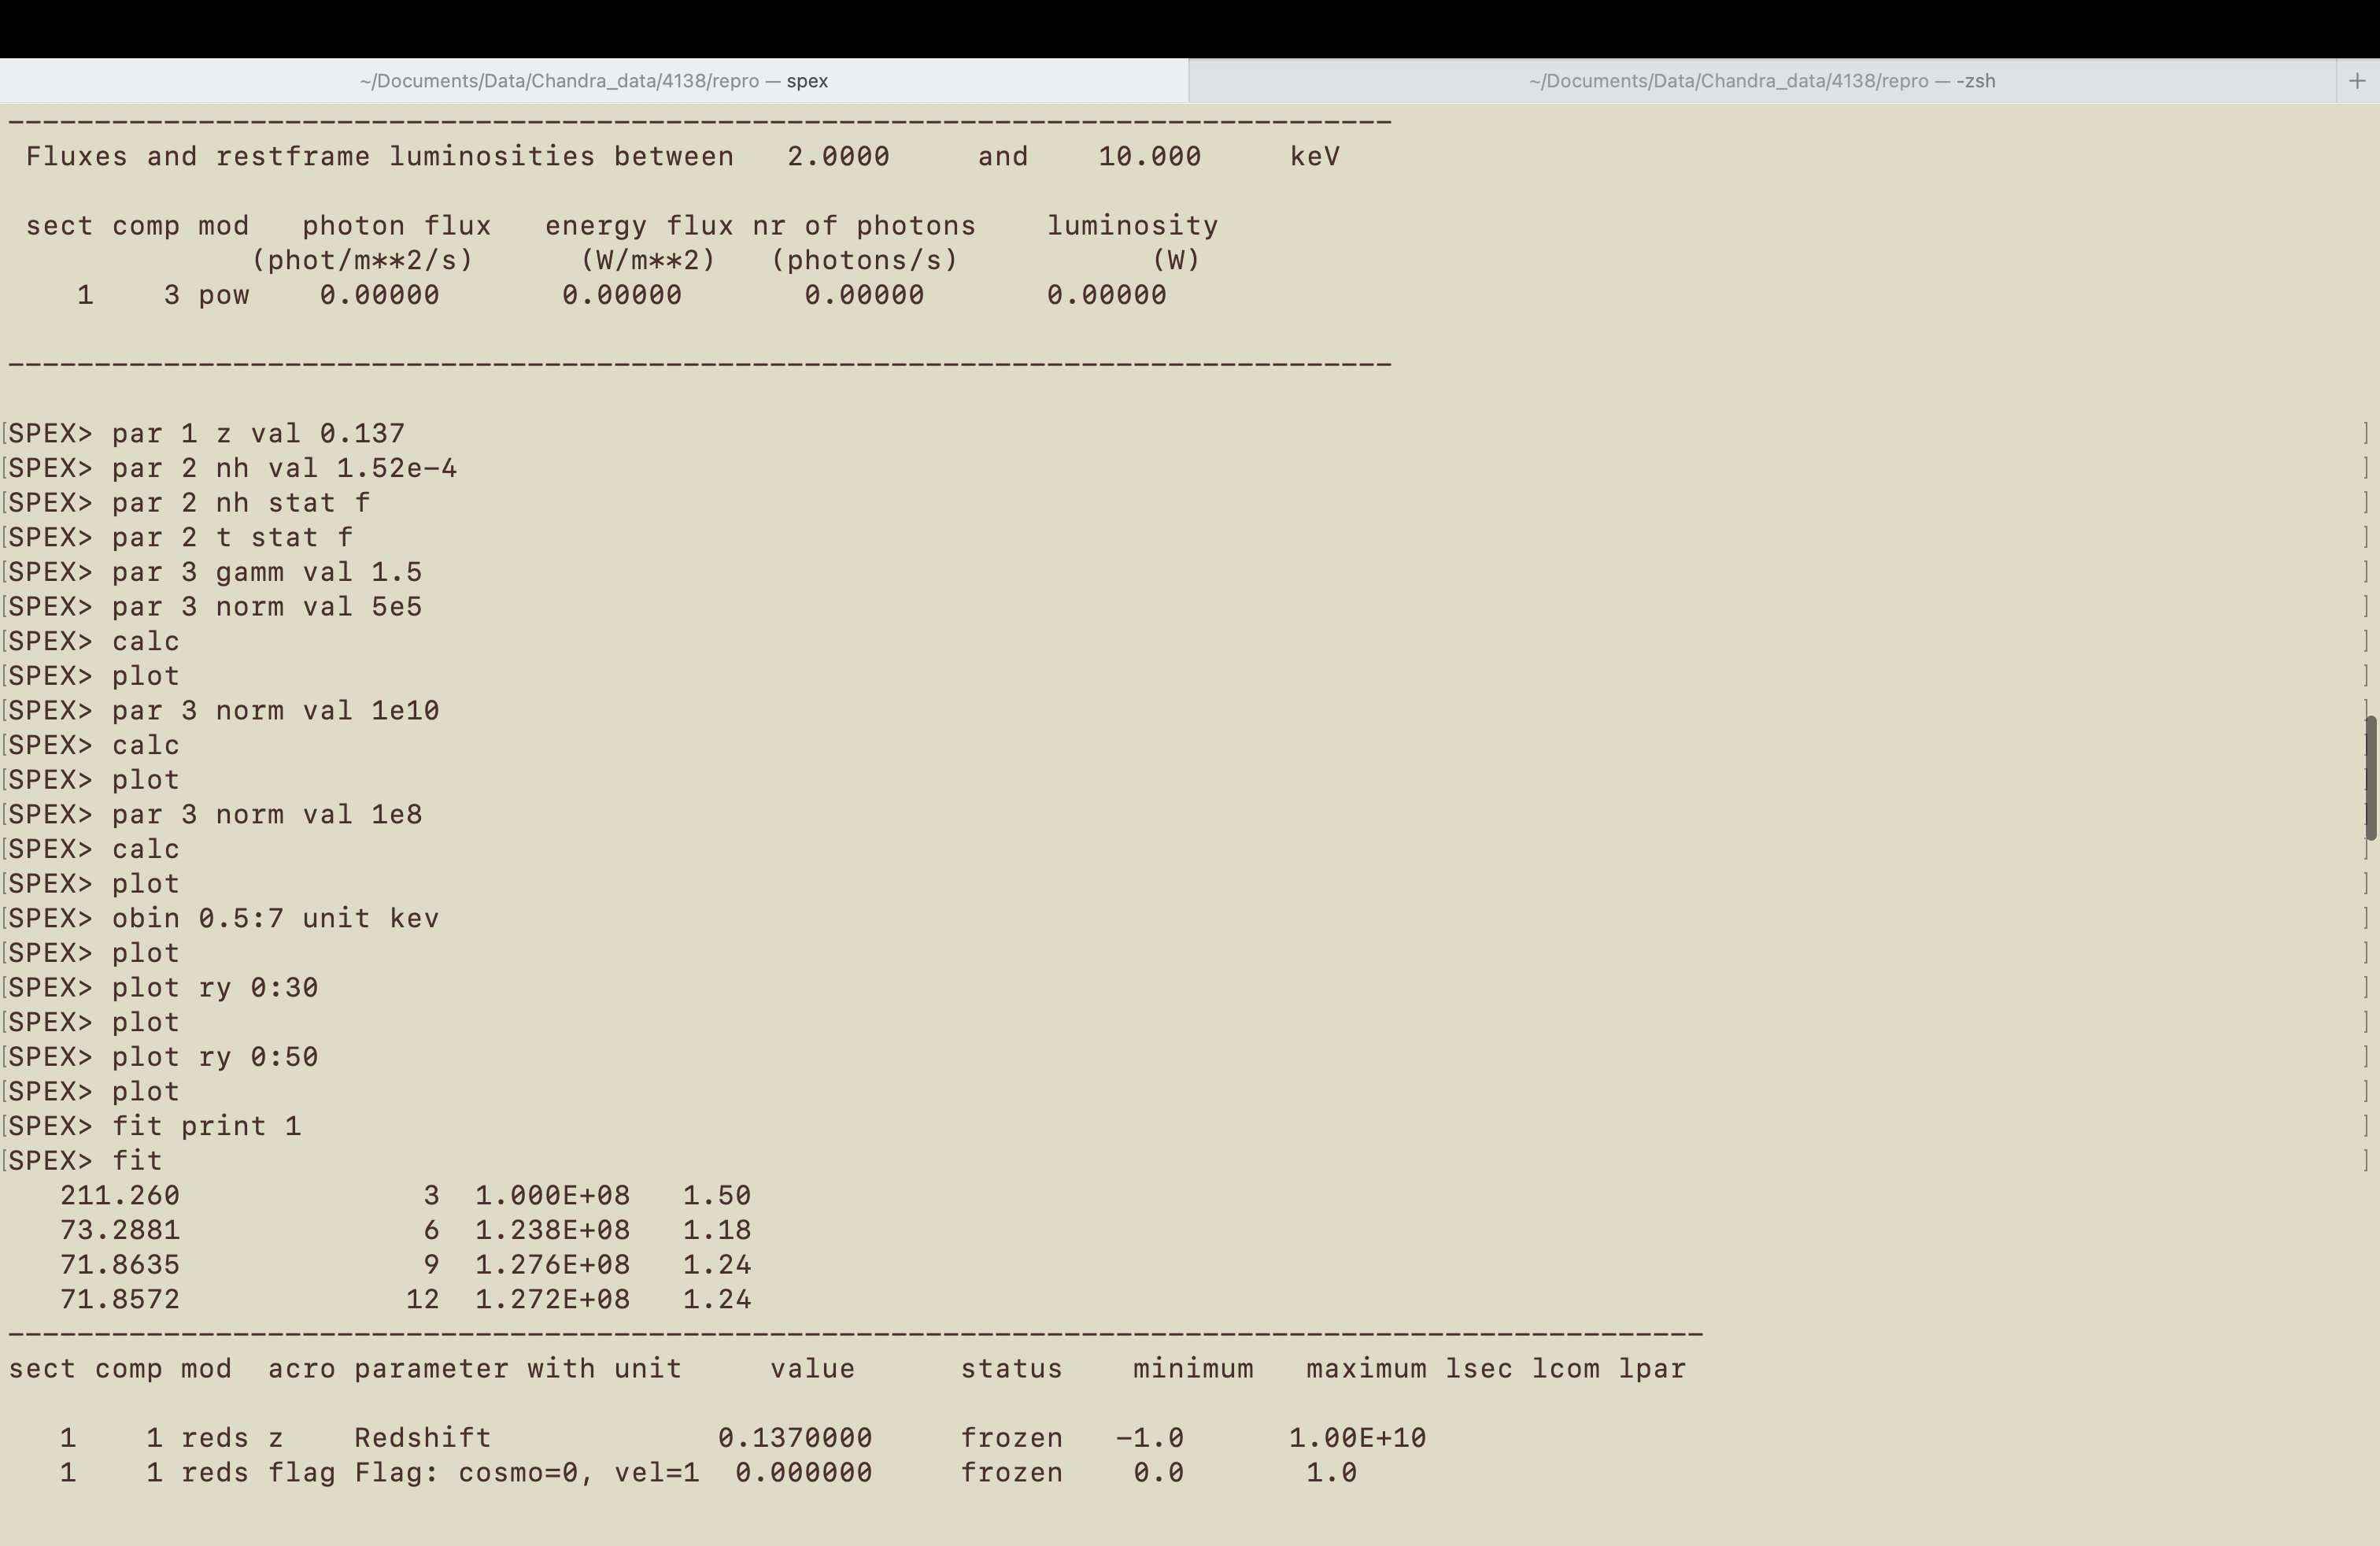 ~/Documents/Data/Chandra_data/4138/repro — spex
~/Documents/Data/Chandra_data/4138/repro — -zsh
+
--------------------------------------------------------------------------------
Fluxes and restframe luminosities between   2.0000     and    10.000     keV
sect comp mod   photon flux   energy flux nr of photons    luminosity
(phot/m**2/s)      (W/m**2)   (photons/s)           (W)
1    3 pow    0.00000       0.00000       0.00000       0.00000
--------------------------------------------------------------------------------
[SPEX> par 1 z val 0.137 ]
[SPEX> par 2 nh val 1.52e-4 ]
[SPEX> par 2 nh stat f ]
[SPEX> par 2 t stat f ]
[SPEX> par 3 gamm val 1.5 ]
[SPEX> par 3 norm val 5e5 ]
[SPEX> calc ]
[SPEX> plot ]
[SPEX> par 3 norm val 1e10 ]
[SPEX> calc ]
[SPEX> plot ]
[SPEX> par 3 norm val 1e8 ]
[SPEX> calc ]
[SPEX> plot ]
[SPEX> obin 0.5:7 unit kev ]
[SPEX> plot ]
[SPEX> plot ry 0:30 ]
[SPEX> plot ]
[SPEX> plot ry 0:50 ]
[SPEX> plot ]
[SPEX> fit print 1 ]
[SPEX> fit ]
211.260              3  1.000E+08   1.50
73.2881              6  1.238E+08   1.18
71.8635              9  1.276E+08   1.24
71.8572             12  1.272E+08   1.24
--------------------------------------------------------------------------------------------------
sect comp mod  acro parameter with unit     value      status    minimum   maximum lsec lcom lpar
1    1 reds z    Redshift             0.1370000     frozen   -1.0      1.00E+10
1    1 reds flag Flag: cosmo=0, vel=1  0.000000     frozen    0.0       1.0